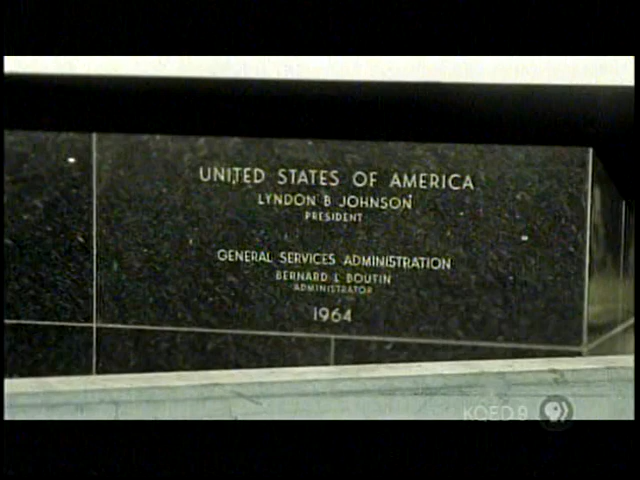 UNITED STATES OF AMERICA
LYNDON B JOHNSON
PRESIDENT
GENERAL SERVICES ADMINISTRATION
BERNARD L BOUTIN
ADMINISTRATOR
1964
KQED 9